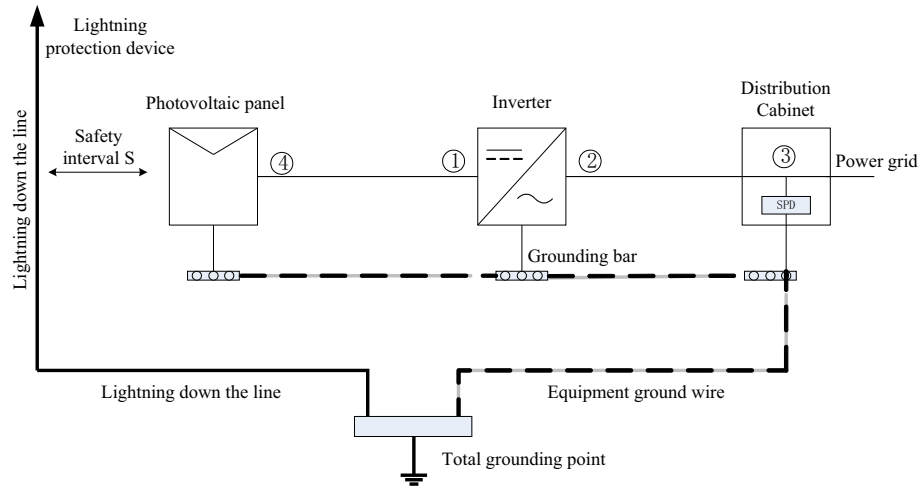 Lightning
protection device
Photovoltaic panel
Inverter
Distribution
Cabinet
Lightning down the line
Safety
interval S
④
①
②
③
Power grid
SPD
Grounding bar
Lightning down the line
Equipment ground wire
Total grounding point